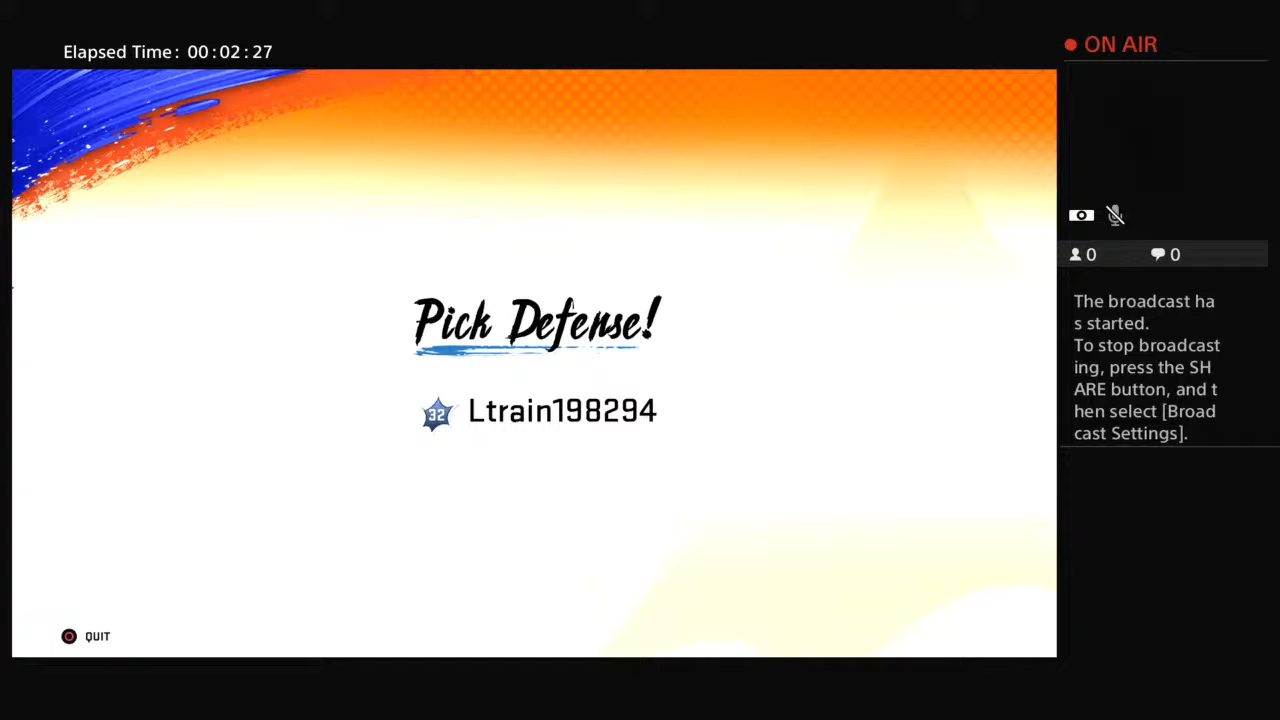 Elapsed Time: 00:02:27
ON AIR
0 0
The broadcast ha
s started.
To stop broadcast
ing, press the SH
ARE button, and t
hen select [Broad
cast Settings].
Pick Defense!
32 Ltrain198294
QUIT